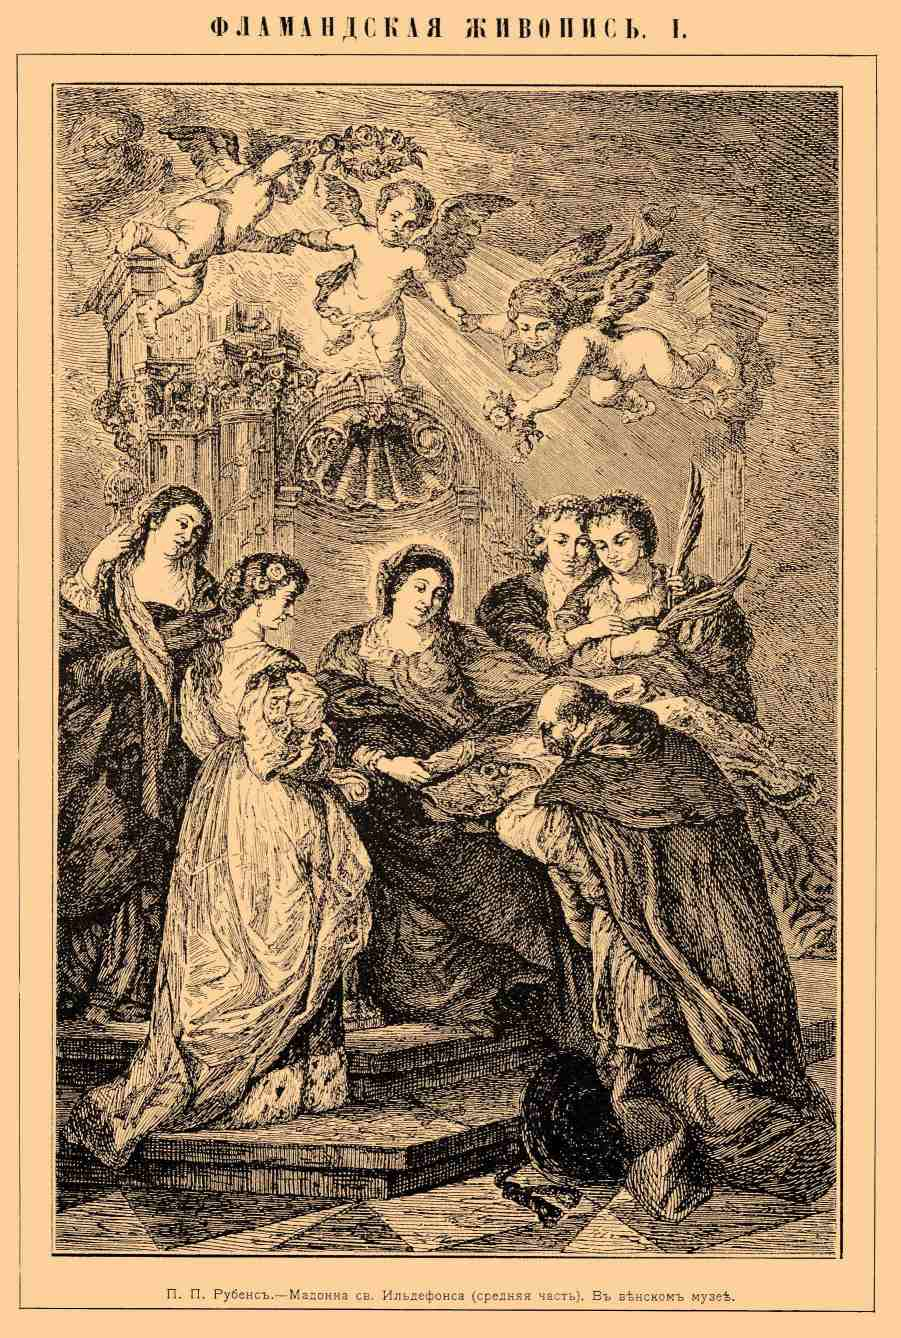 ФЛАМАНДСКАЯ ЖИВОПИСЬ. I.
П. П. Рубенсъ.—Мадонна св. Ильдефонса (средняя часть). Въ вѣнскомъ музеѣ.